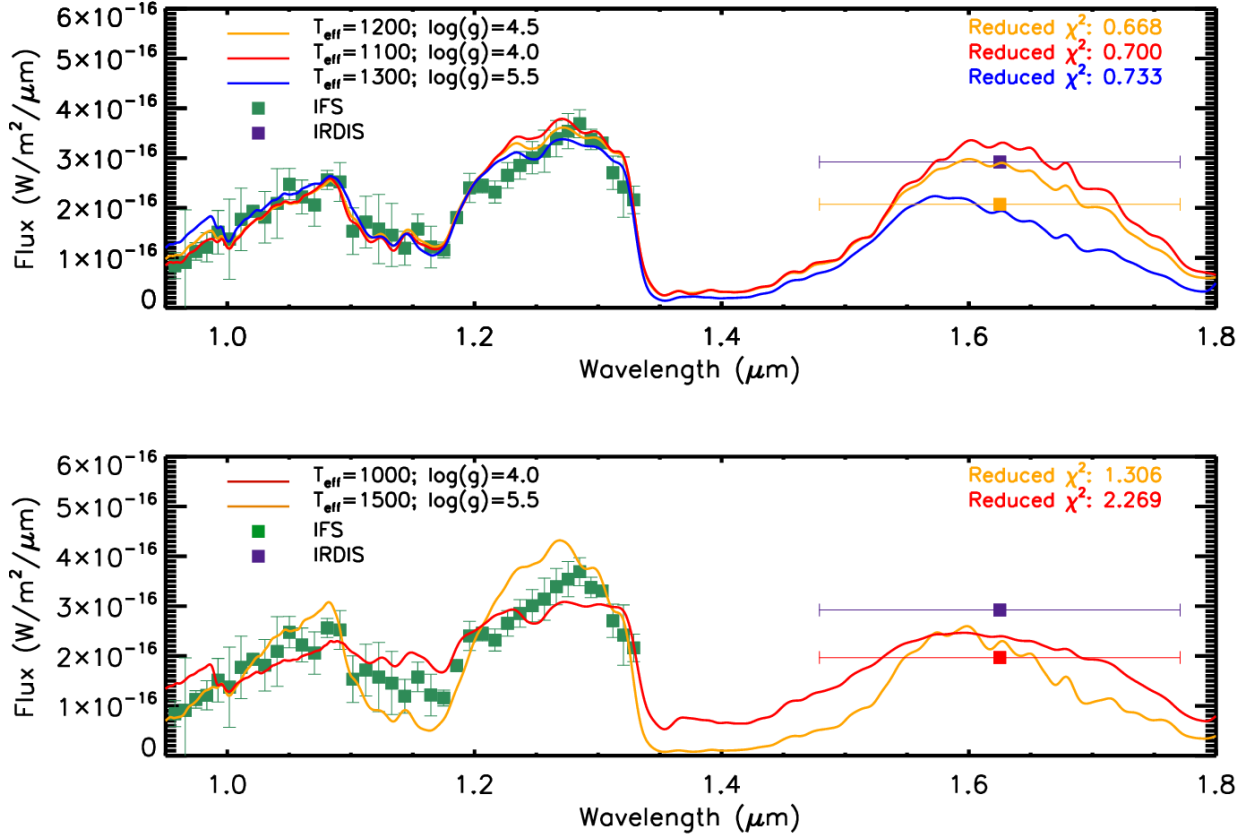 6×10⁻¹⁶
5×10⁻¹⁶
4×10⁻¹⁶
3×10⁻¹⁶
2×10⁻¹⁶
1×10⁻¹⁶
0
Flux (W/m²/μm)
T_eff=1200; log(g)=4.5
T_eff=1100; log(g)=4.0
T_eff=1300; log(g)=5.5
IFS
IRDIS
Reduced χ²: 0.668
Reduced χ²: 0.700
Reduced χ²: 0.733
1.0 1.2 1.4 1.6 1.8
Wavelength (μm)
6×10⁻¹⁶
5×10⁻¹⁶
4×10⁻¹⁶
3×10⁻¹⁶
2×10⁻¹⁶
1×10⁻¹⁶
0
Flux (W/m²/μm)
T_eff=1000; log(g)=4.0
T_eff=1500; log(g)=5.5
IFS
IRDIS
Reduced χ²: 1.306
Reduced χ²: 2.269
1.0 1.2 1.4 1.6 1.8
Wavelength (μm)